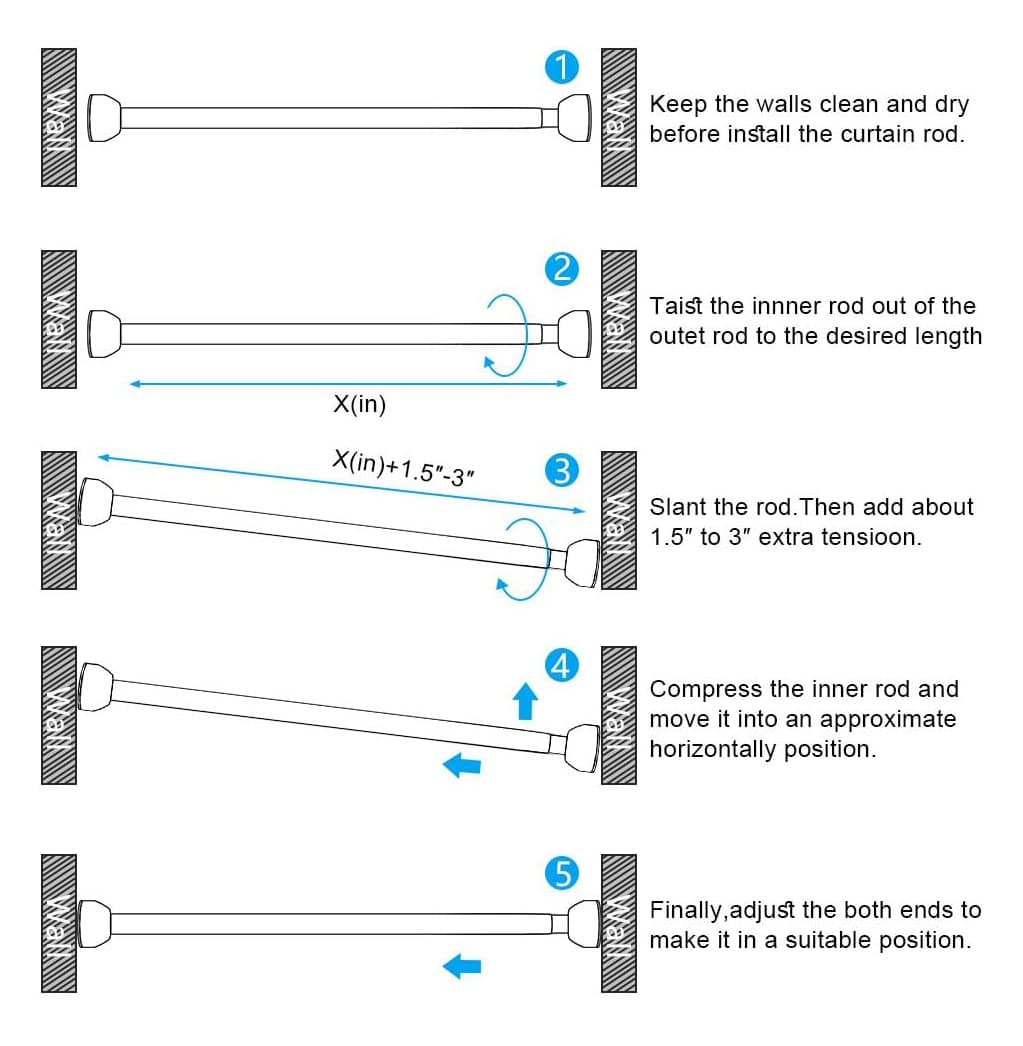 1
Wall
Wall
Keep the walls clean and dry
before install the curtain rod.
2
Wall
Wall
Taist the innner rod out of the
outet rod to the desired length
X(in)
X(in)+1.5"-3"
3
Wall
Wall
Slant the rod.Then add about
1.5" to 3" extra tensioon.
4
Wall
Wall
Compress the inner rod and
move it into an approximate
horizontally position.
5
Wall
Wall
Finally,adjust the both ends to
make it in a suitable position.